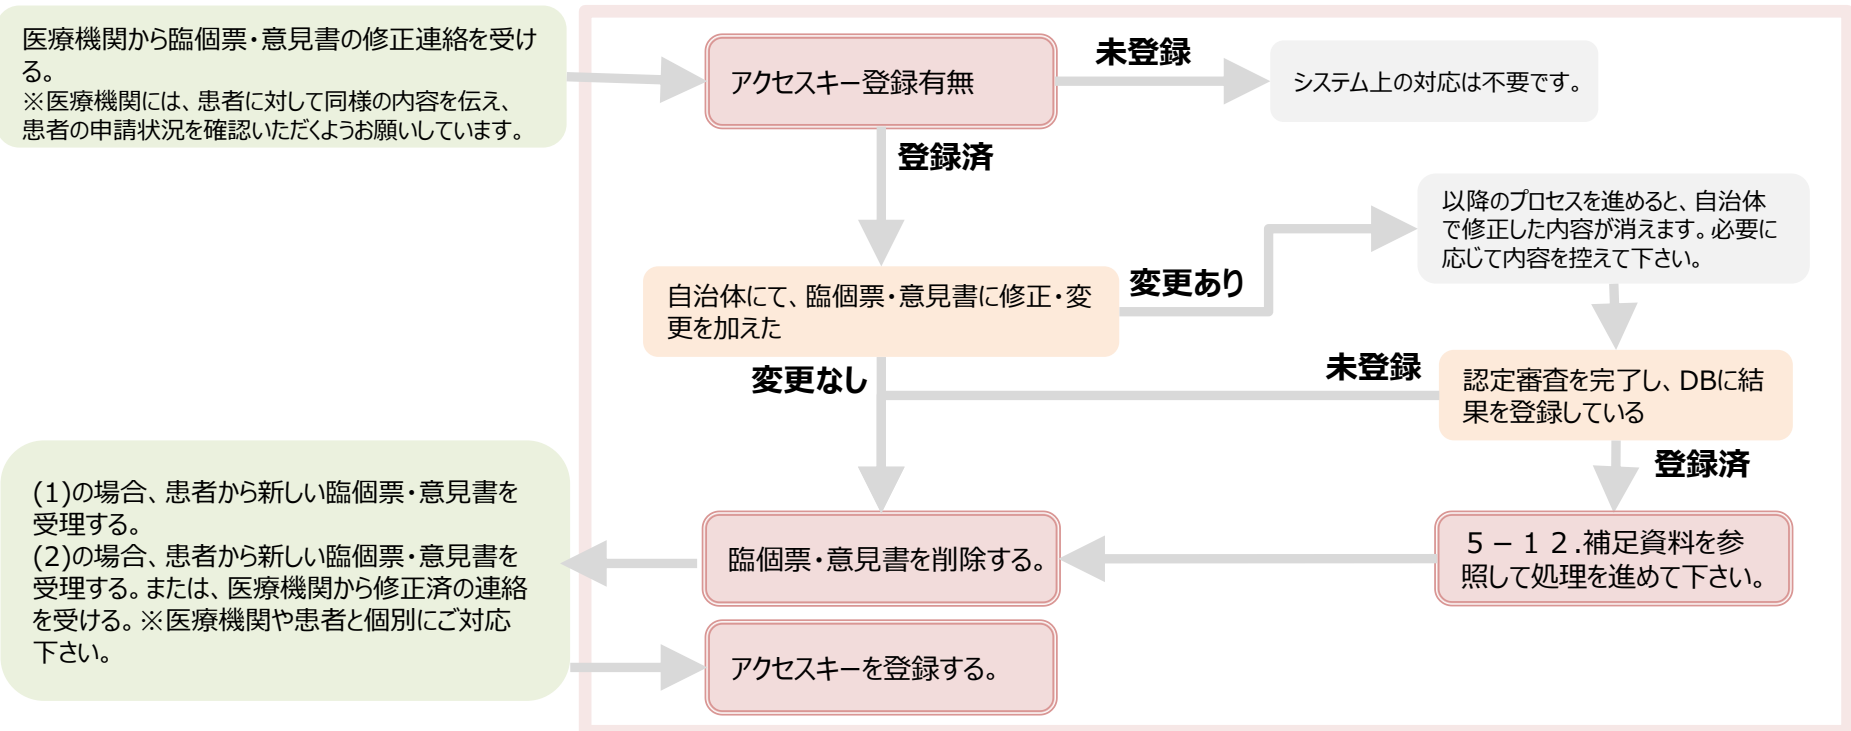 医療機関から臨個票・意見書の修正連絡を受け
る。
※医療機関には、患者に対して同様の内容を伝え、
患者の申請状況を確認いただくようお願いしています。
アクセスキー登録有無
未登録
システム上の対応は不要です。
登録済
以降のプロセスを進めると、自治体
で修正した内容が消えます。必要に
応じて内容を控えて下さい。
自治体にて、臨個票・意見書に修正・変
更を加えた
変更あり
変更なし
未登録
認定審査を完了し、DBに結
果を登録している
登録済
(1)の場合、患者から新しい臨個票・意見書を
受理する。
(2)の場合、患者から新しい臨個票・意見書を
受理する。または、医療機関から修正済の連絡
を受ける。※医療機関や患者と個別にご対応
下さい。
臨個票・意見書を削除する。
５－１２.補足資料を参
照して処理を進めて下さい。
アクセスキーを登録する。